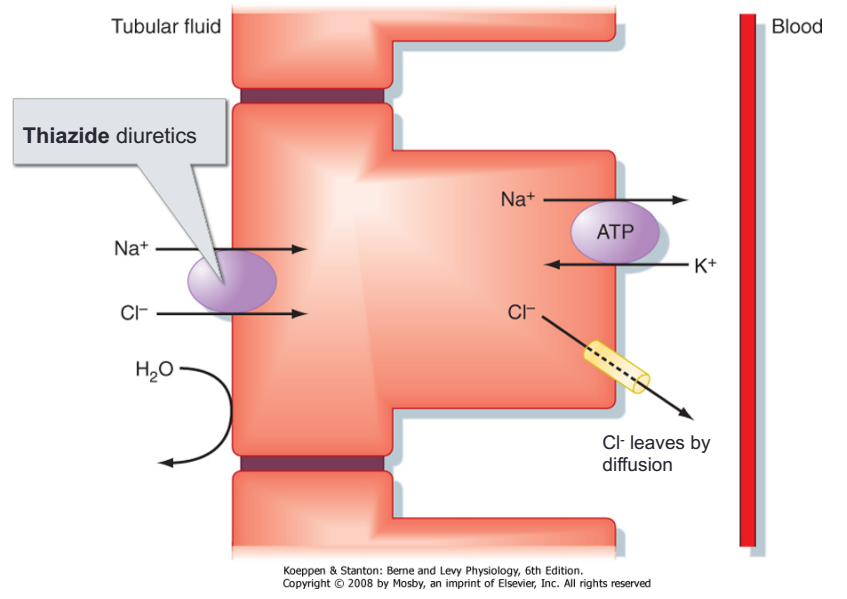 Tubular fluid
Blood
Thiazide diuretics
Na⁺
ATP
K⁺
Na⁺
Cl⁻
Cl⁻
H₂O
Cl⁻ leaves by
diffusion
Koeppen & Stanton: Berne and Levy Physiology, 6th Edition.
Copyright © 2008 by Mosby, an imprint of Elsevier, Inc. All rights reserved